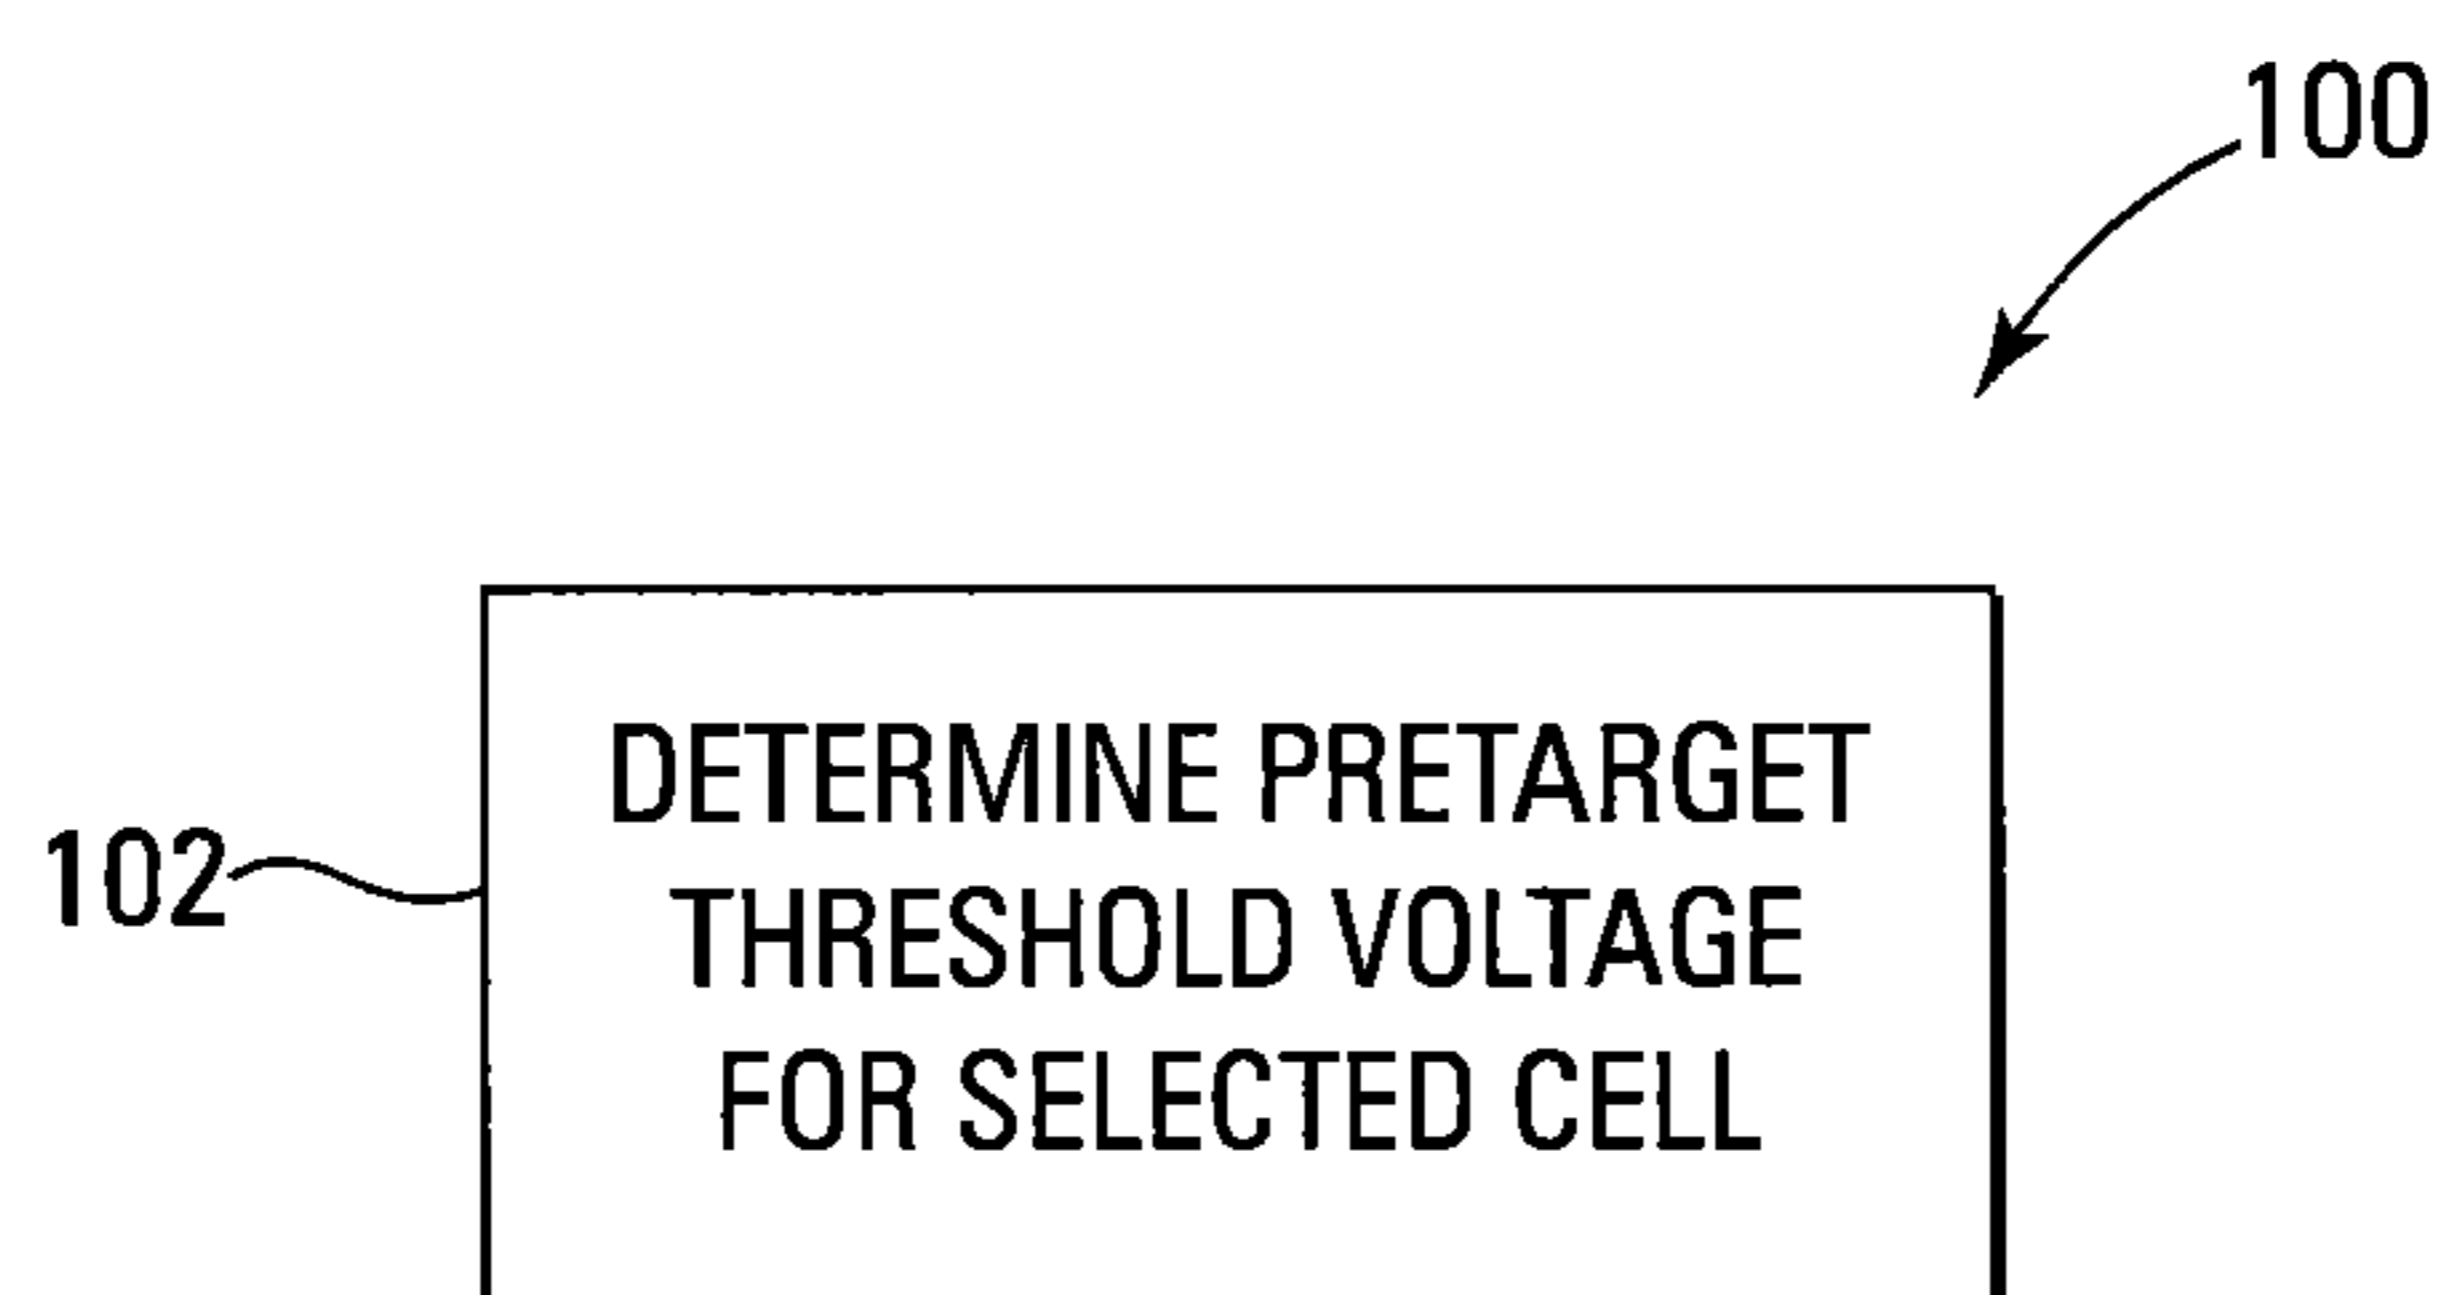 100
DETERMINE PRETARGET
102
THRESHOLD VOLTAGE
FOR SELECTED CELL